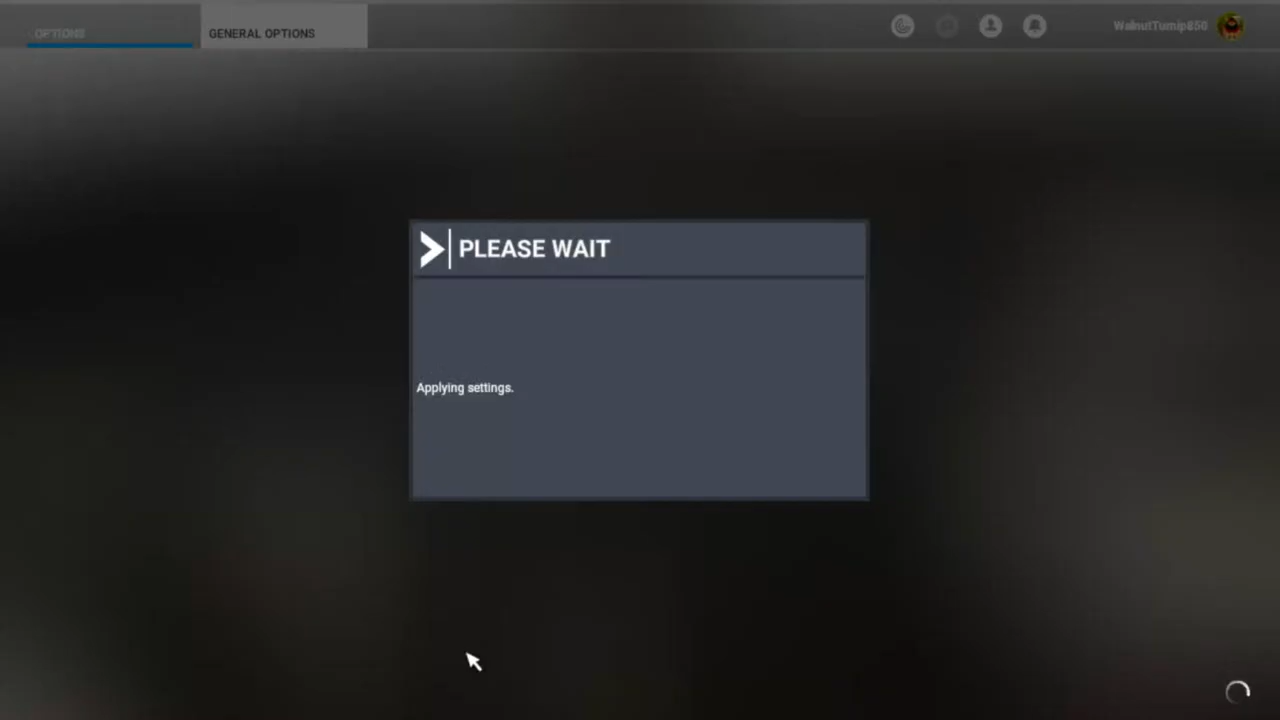 OPTIONS
GENERAL OPTIONS
WalnutTurnip850
PLEASE WAIT
Applying settings.